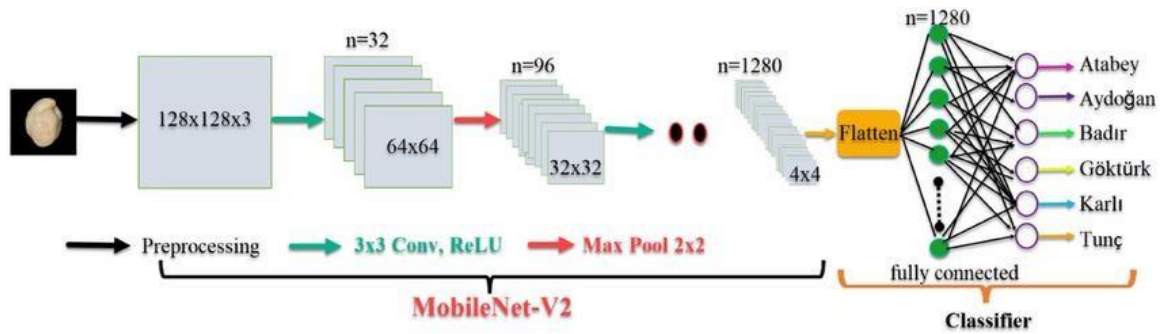 n=1280
n=32
n=96
n=1280
128x128x3
64x64
32x32
4x4
Flatten
Atabey
Aydoğan
Badır
Göktürk
Karlı
Tunç
Preprocessing
3x3 Conv, ReLU
Max Pool 2x2
fully connected
MobileNet-V2
Classifier